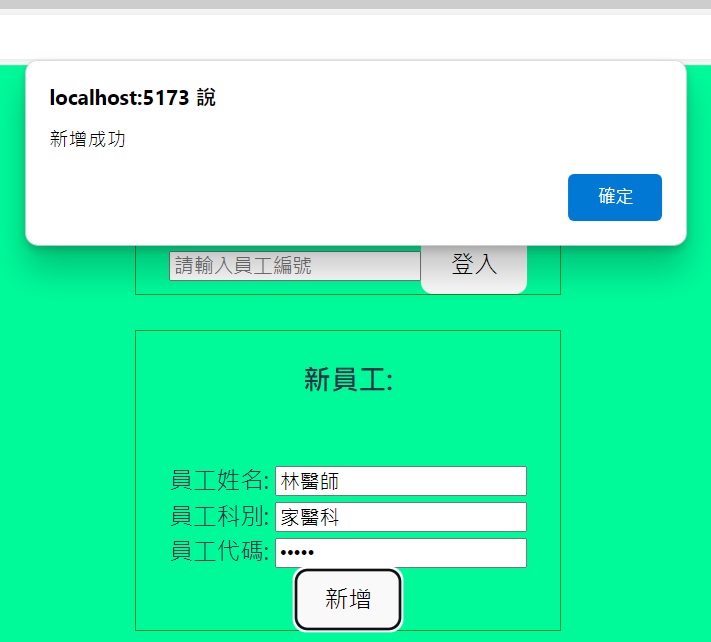 localhost:5173 說
新增成功
確定
請輸入員工編號 登入
新員工:
員工姓名: 林醫師
員工科別: 家醫科
員工代碼: •••••
新增